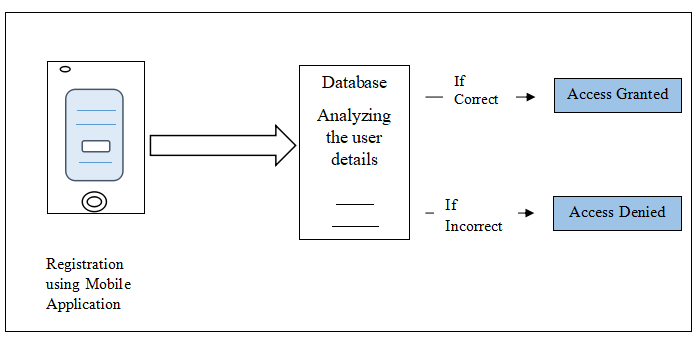 Database
Analyzing
the user
details
If
Correct
Access Granted
If
Incorrect
Access Denied
Registration
using Mobile
Application